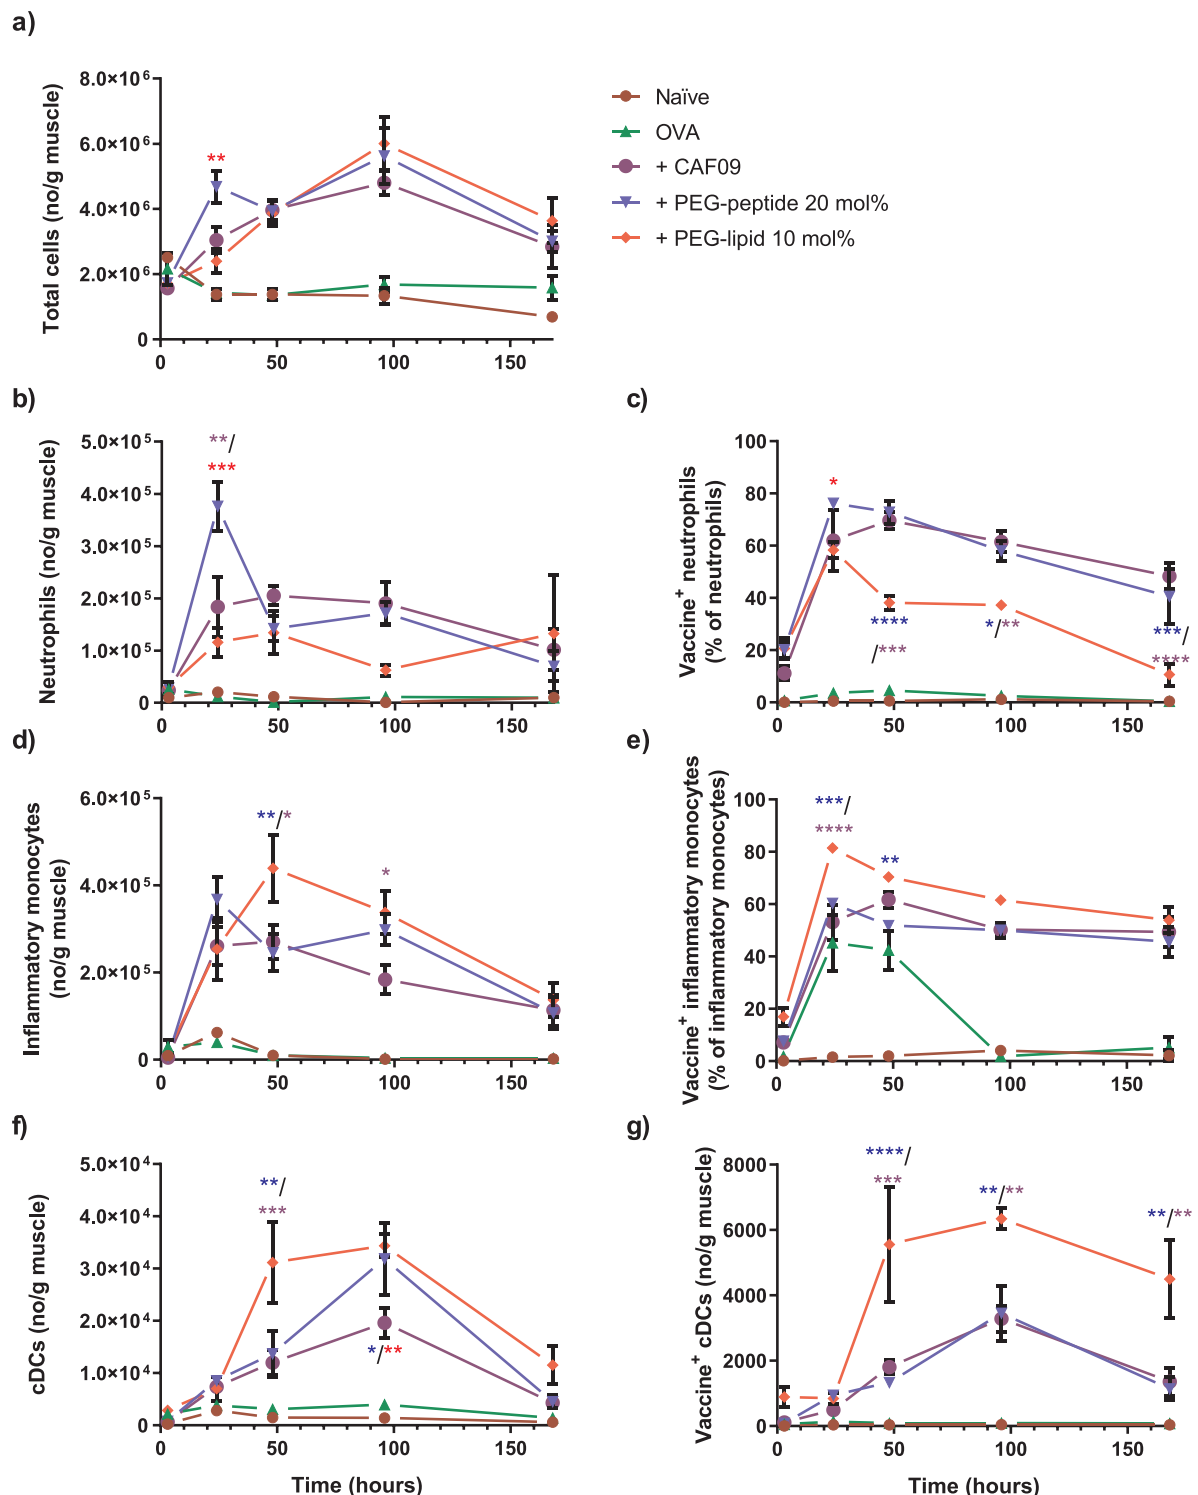 a)
Total cells (no/g muscle)
8.0×10⁶
6.0×10⁶
4.0×10⁶
2.0×10⁶
0
**
0 50 100 150
Naïve
OVA
+ CAF09
+ PEG-peptide 20 mol%
+ PEG-lipid 10 mol%
b)
Neutrophils (no/g muscle)
5.0×10⁵
4.0×10⁵
3.0×10⁵
2.0×10⁵
1.0×10⁵
0
**/
***
0 50 100 150
c)
Vaccine⁺ neutrophils
(% of neutrophils)
100
80
60
40
20
0
*
****
/***
*/**
***/
****
0 50 100 150
d)
Inflammatory monocytes
(no/g muscle)
6.0×10⁵
4.0×10⁵
2.0×10⁵
0
**/*
*
0 50 100 150
e)
Vaccine⁺ inflammatory monocytes
(% of inflammatory monocytes)
100
80
60
40
20
0
***/
****
**
0 50 100 150
f)
cDCs (no/g muscle)
5.0×10⁴
4.0×10⁴
3.0×10⁴
2.0×10⁴
1.0×10⁴
0
**/
***
*/**
0 50 100 150
Time (hours)
g)
Vaccine⁺ cDCs (no/g muscle)
8000
6000
4000
2000
0
****/
***
**/**
**/**
0 50 100 150
Time (hours)